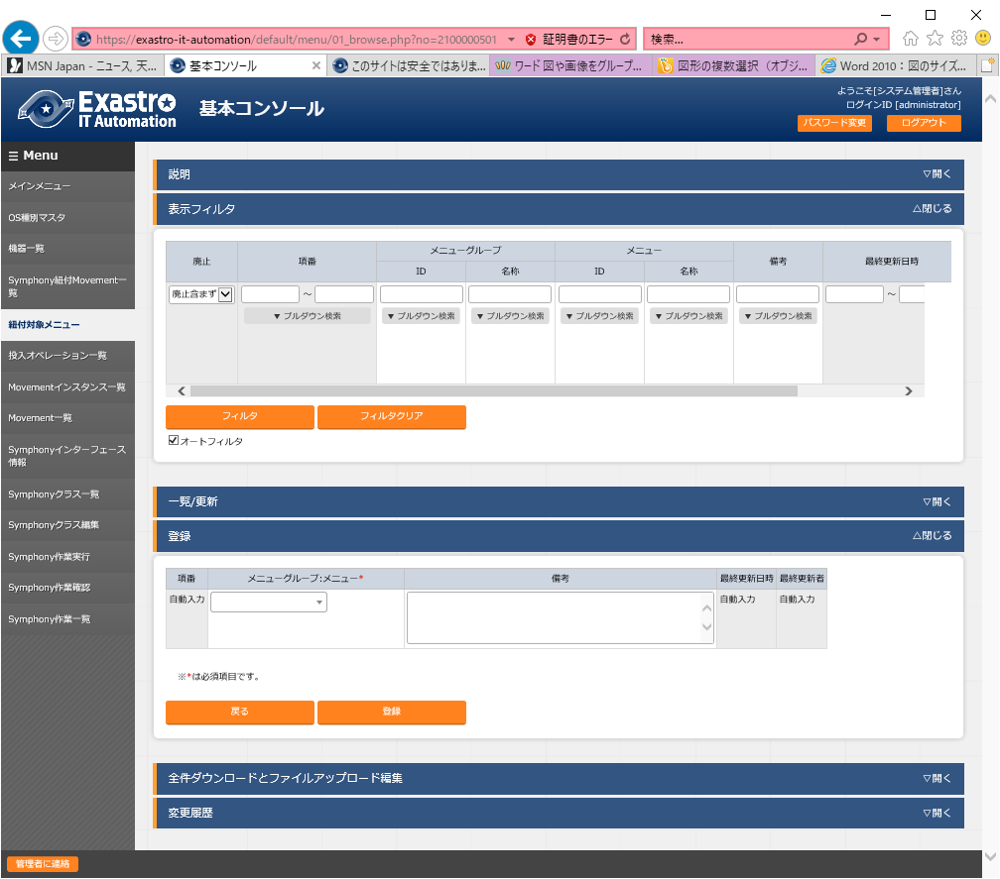 https://exastro-it-automation/default/menu/01_browse.php?no=2100000501
証明書のエラー
検索...
MSN Japan - ニュース, 天...
基本コンソール
このサイトは安全ではありま...
ワード 図や画像をグループ...
図形の複数選択（オブジ...
Word 2010：図のサイズ...
Exastro
IT Automation
基本コンソール
ようこそ[システム管理者]さん
ログインID [administrator]
パスワード変更 ログアウト
☰ Menu
メインメニュー
OS種別マスタ
機器一覧
Symphony紐付Movement一
覧
紐付対象メニュー
投入オペレーション一覧
Movementインスタンス一覧
Movement一覧
Symphonyインターフェース
情報
Symphonyクラス一覧
Symphonyクラス編集
Symphony作業実行
Symphony作業確認
Symphony作業一覧
説明 ▽開く
表示フィルタ △閉じる
廃止 項番 メニューグループ メニュー 備考 最終更新日時
ID 名称 ID 名称
廃止含まず ～ ～
▼ プルダウン検索 ▼ プルダウン検索 ▼ プルダウン検索 ▼ プルダウン検索 ▼ プルダウン検索 ▼ プルダウン検索
フィルタ フィルタクリア
オートフィルタ
一覧/更新 ▽開く
登録 △閉じる
項番 メニューグループ:メニュー* 備考 最終更新日時 最終更新者
自動入力 自動入力 自動入力
※*は必須項目です。
戻る 登録
全件ダウンロードとファイルアップロード編集 ▽開く
変更履歴 ▽開く
管理者に連絡